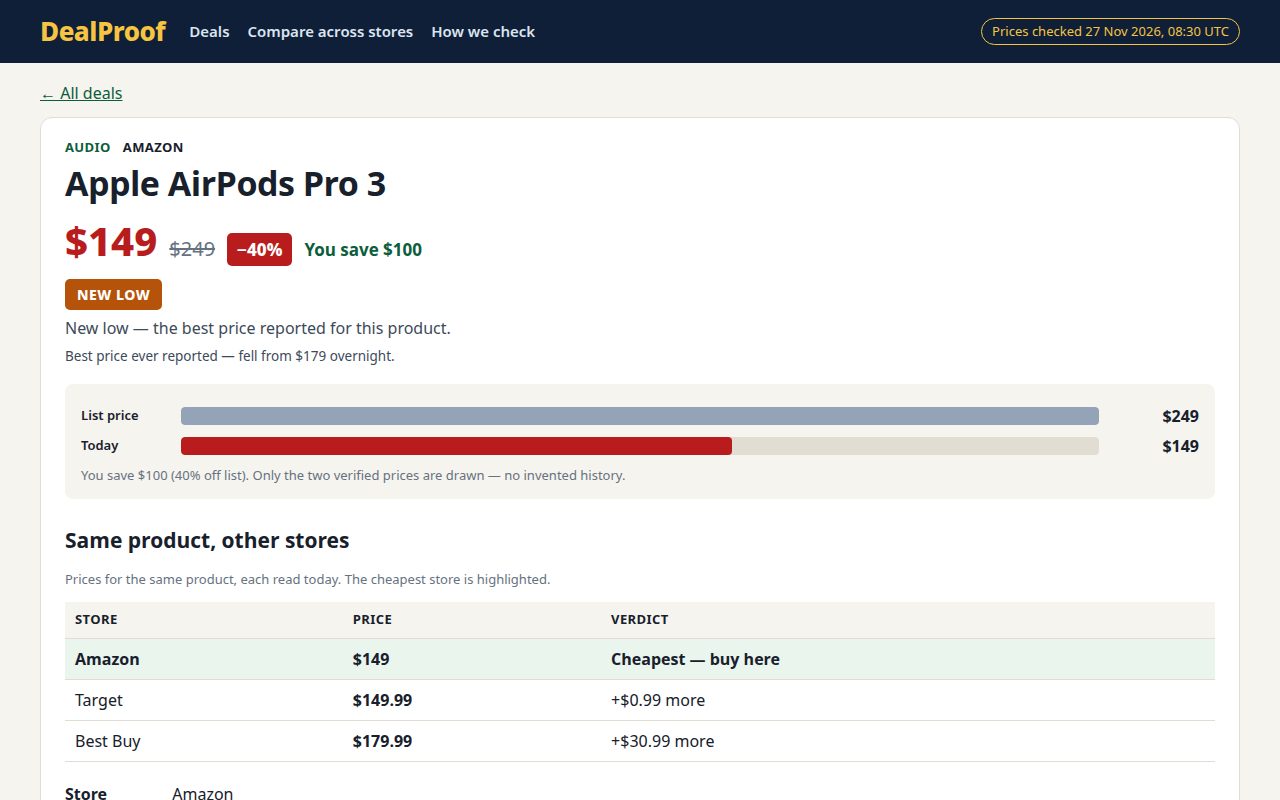 DealProof Deals Compare across stores How we check Prices checked 27 Nov 2026, 08:30 UTC
← All deals
AUDIO AMAZON
Apple AirPods Pro 3
$149 $249 −40% You save $100
NEW LOW
New low — the best price reported for this product.
Best price ever reported — fell from $179 overnight.
List price $249
Today $149
You save $100 (40% off list). Only the two verified prices are drawn — no invented history.
Same product, other stores
Prices for the same product, each read today. The cheapest store is highlighted.
STORE PRICE VERDICT
Amazon $149 Cheapest — buy here
Target $149.99 +$0.99 more
Best Buy $179.99 +$30.99 more
Store Amazon